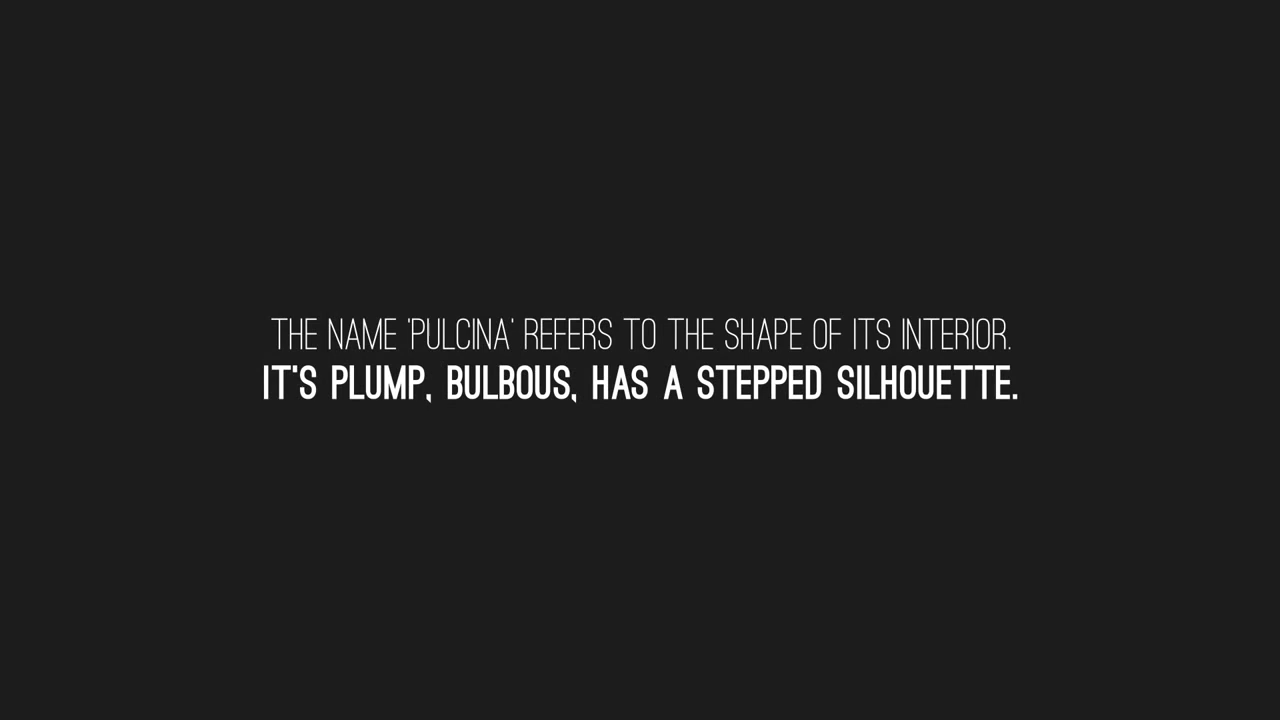 THE NAME 'PULCINA' REFERS TO THE SHAPE OF ITS INTERIOR.
IT'S PLUMP, BULBOUS, HAS A STEPPED SILHOUETTE.